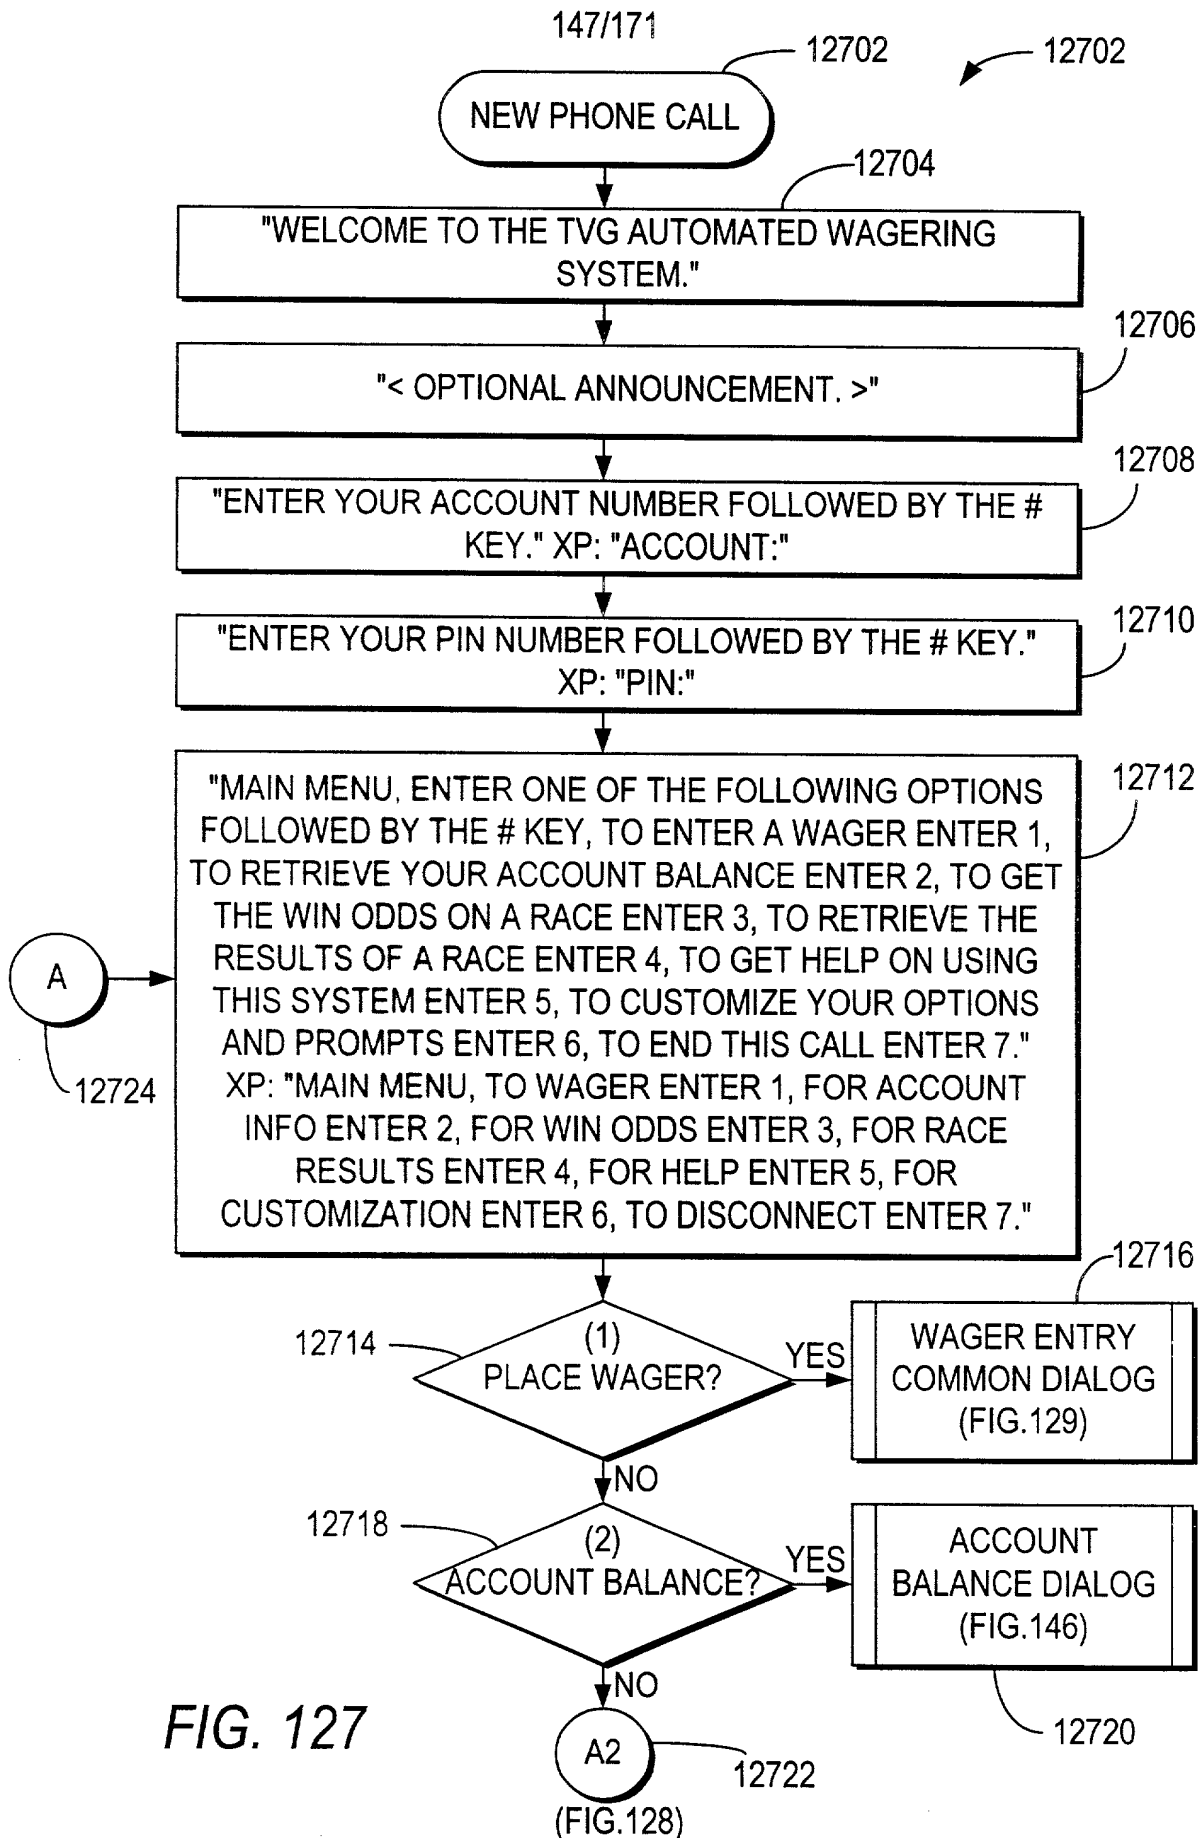 147/171
12702
12702
NEW PHONE CALL
12704
"WELCOME TO THE TVG AUTOMATED WAGERING
SYSTEM."
12706
"< OPTIONAL ANNOUNCEMENT. >"
12708
"ENTER YOUR ACCOUNT NUMBER FOLLOWED BY THE #
KEY." XP: "ACCOUNT:"
12710
"ENTER YOUR PIN NUMBER FOLLOWED BY THE # KEY."
XP: "PIN:"
12712
"MAIN MENU, ENTER ONE OF THE FOLLOWING OPTIONS
FOLLOWED BY THE # KEY, TO ENTER A WAGER ENTER 1,
TO RETRIEVE YOUR ACCOUNT BALANCE ENTER 2, TO GET
THE WIN ODDS ON A RACE ENTER 3, TO RETRIEVE THE
RESULTS OF A RACE ENTER 4, TO GET HELP ON USING
THIS SYSTEM ENTER 5, TO CUSTOMIZE YOUR OPTIONS
AND PROMPTS ENTER 6, TO END THIS CALL ENTER 7."
XP: "MAIN MENU, TO WAGER ENTER 1, FOR ACCOUNT
INFO ENTER 2, FOR WIN ODDS ENTER 3, FOR RACE
RESULTS ENTER 4, FOR HELP ENTER 5, FOR
CUSTOMIZATION ENTER 6, TO DISCONNECT ENTER 7."
A
12724
12714
(1)
PLACE WAGER?
YES
NO
12716
WAGER ENTRY
COMMON DIALOG
(FIG.129)
12718
(2)
ACCOUNT BALANCE?
YES
NO
ACCOUNT
BALANCE DIALOG
(FIG.146)
12720
A2
12722
(FIG.128)
FIG. 127